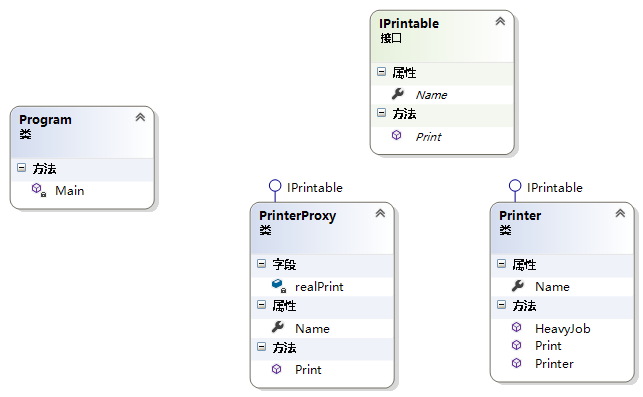 IPrintable
接口
属性
Name
方法
Print
Program
类
方法
Main
IPrintable
PrinterProxy
类
字段
realPrint
属性
Name
方法
Print
IPrintable
Printer
类
属性
Name
方法
HeavyJob
Print
Printer